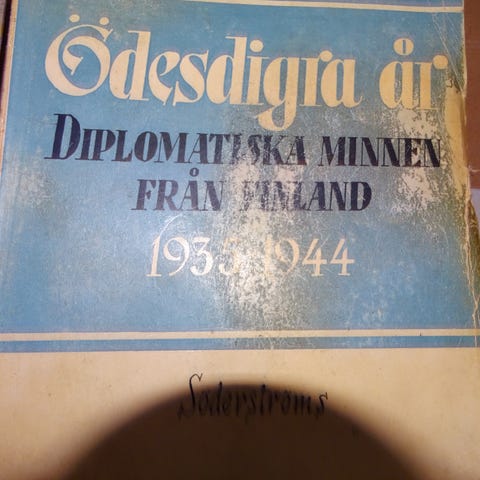 Ödesdigra år
DIPLOMATISKA MINNEN
FRÅN FINLAND
1935-1944
Söderströms